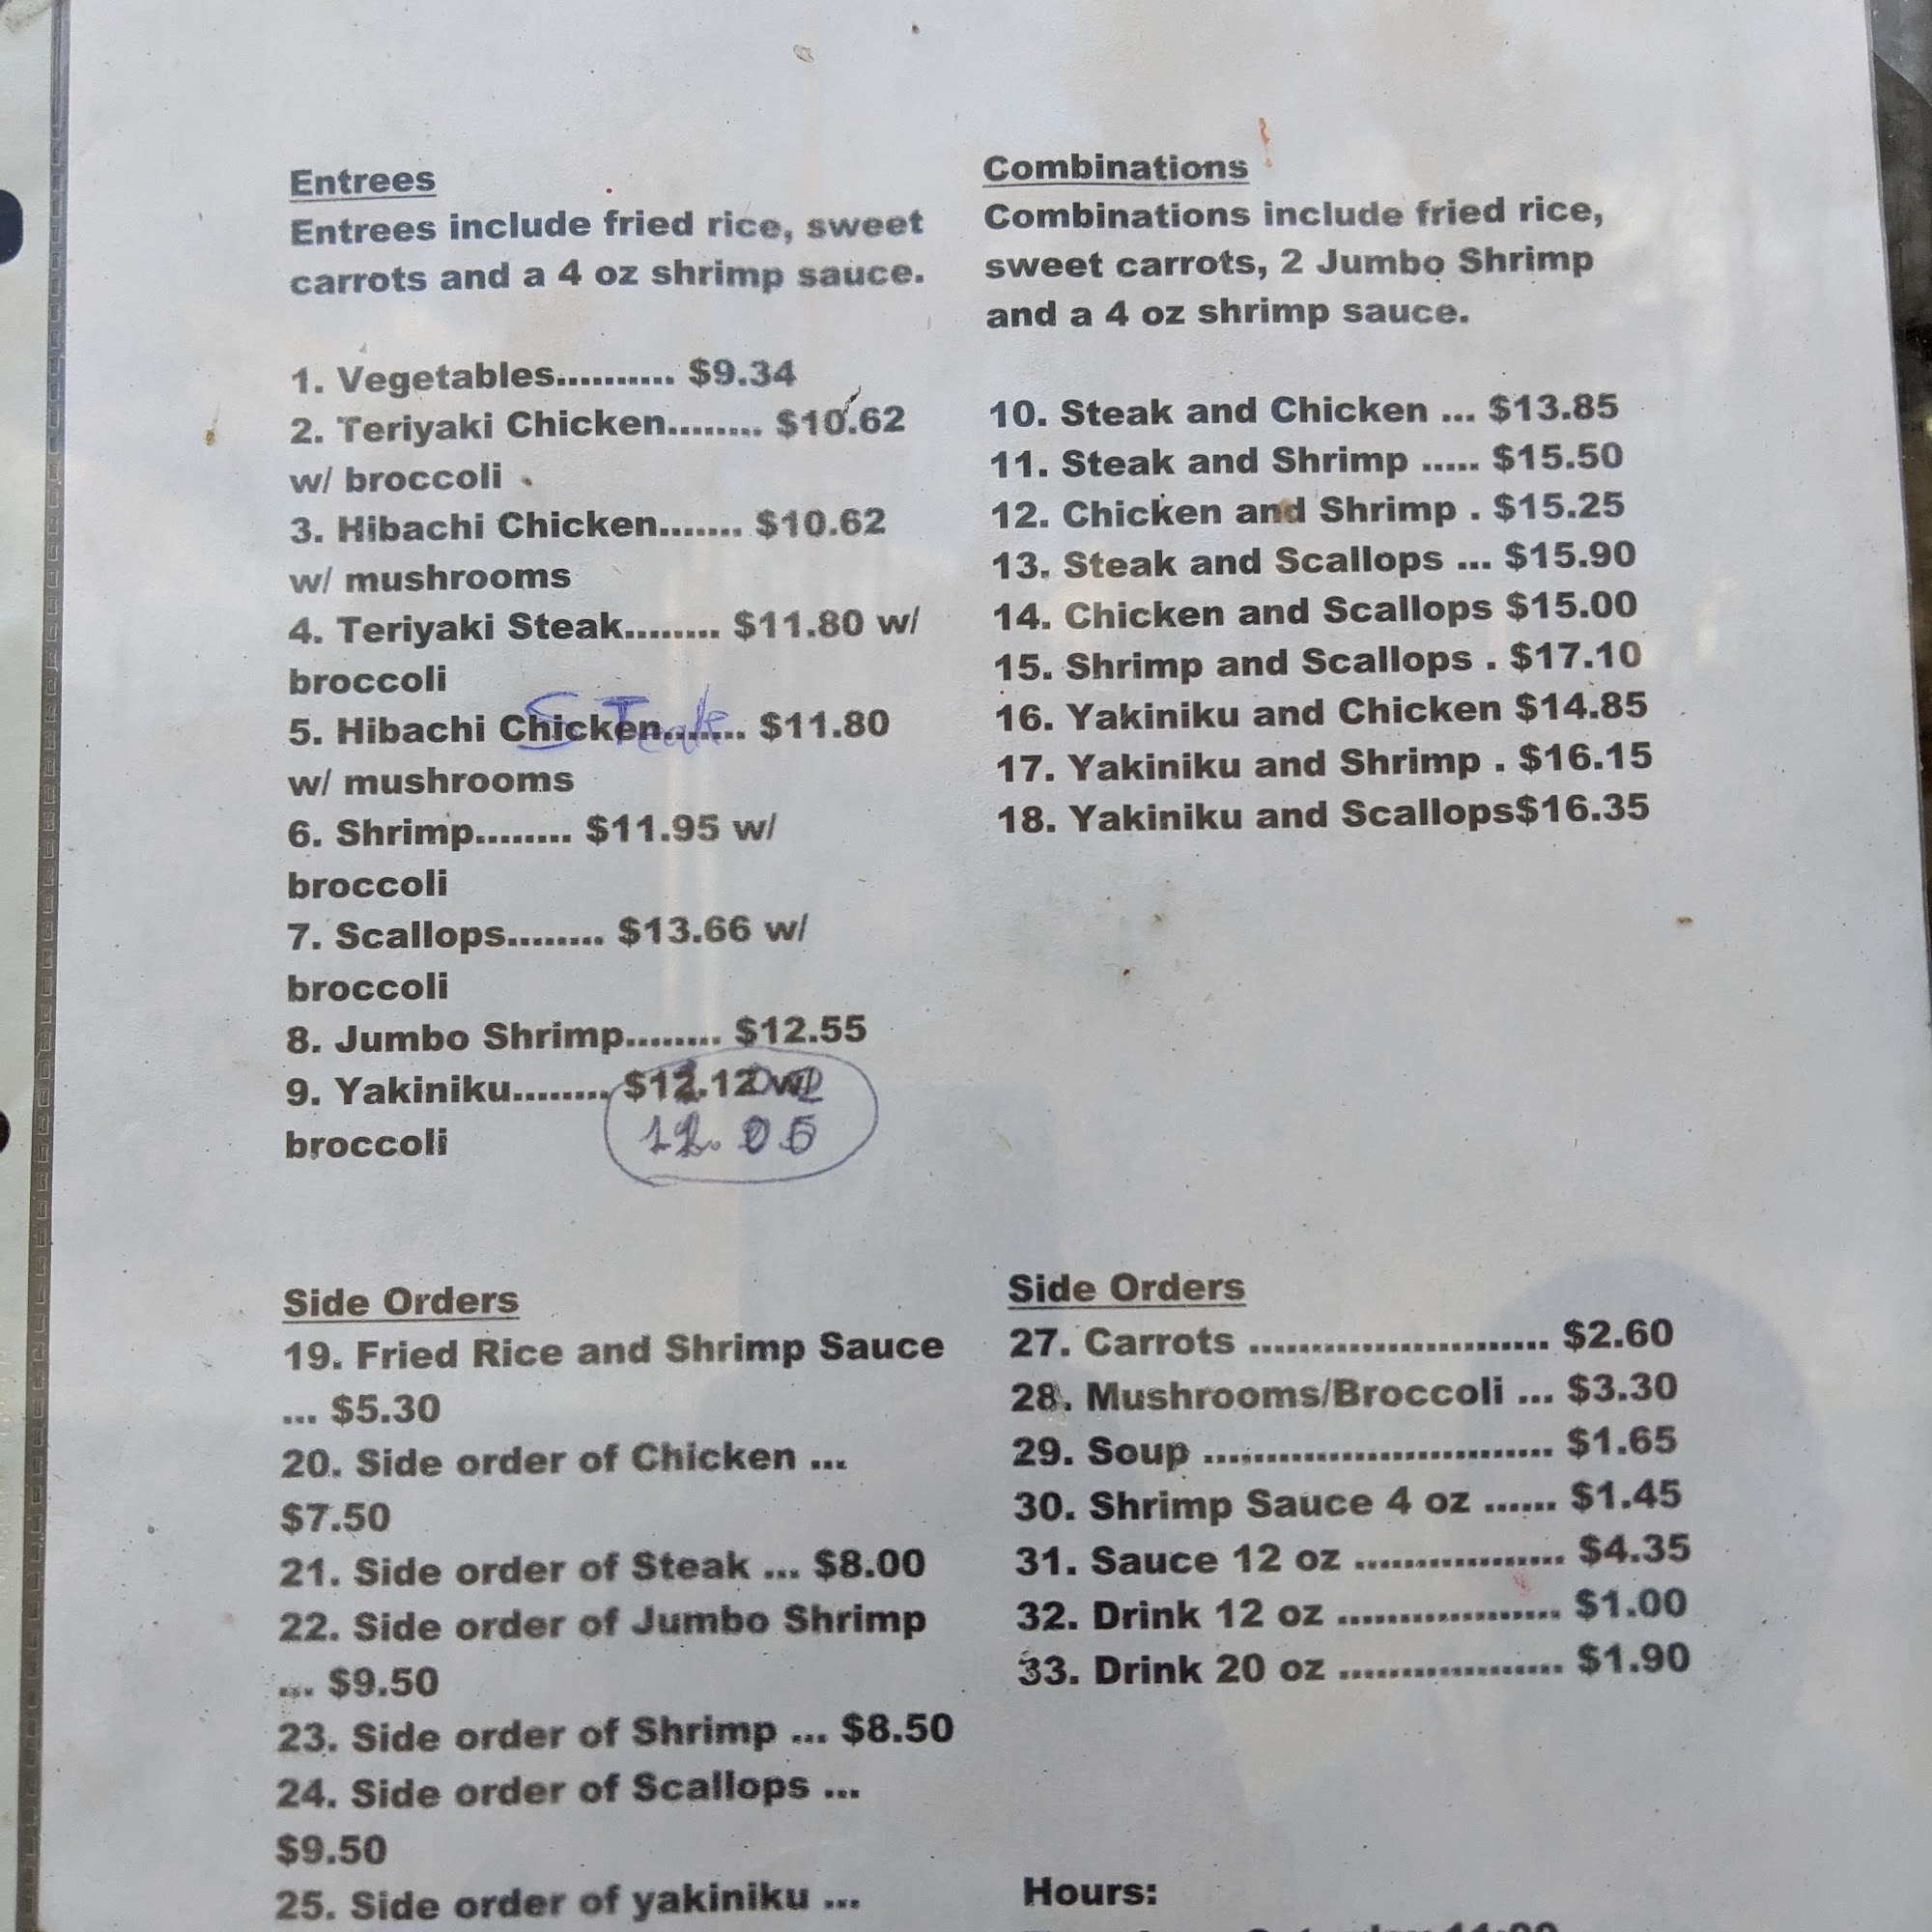 Entrees
Entrees include fried rice, sweet
carrots and a 4 oz shrimp sauce.
1. Vegetables.......... $9.34
2. Teriyaki Chicken........ $10.62
w/ broccoli
3. Hibachi Chicken....... $10.62
w/ mushrooms
4. Teriyaki Steak........ $11.80 w/
broccoli
STeak
5. Hibachi Chicken....... $11.80
w/ mushrooms
6. Shrimp........ $11.95 w/
broccoli
7. Scallops........ $13.66 w/
broccoli
8. Jumbo Shrimp........ $12.55
9. Yakiniku........ $12.12 w/
broccoli
Combinations
Combinations include fried rice,
sweet carrots, 2 Jumbo Shrimp
and a 4 oz shrimp sauce.
10. Steak and Chicken ... $13.85
11. Steak and Shrimp ..... $15.50
12. Chicken and Shrimp . $15.25
13. Steak and Scallops ... $15.90
14. Chicken and Scallops $15.00
15. Shrimp and Scallops . $17.10
16. Yakiniku and Chicken $14.85
17. Yakiniku and Shrimp . $16.15
18. Yakiniku and Scallops$16.35
Side Orders
19. Fried Rice and Shrimp Sauce
... $5.30
20. Side order of Chicken ...
$7.50
21. Side order of Steak ... $8.00
22. Side order of Jumbo Shrimp
... $9.50
23. Side order of Shrimp ... $8.50
24. Side order of Scallops ...
$9.50
25. Side order of yakiniku ...
Side Orders
27. Carrots ........................ $2.60
28. Mushrooms/Broccoli ... $3.30
29. Soup ............................ $1.65
30. Shrimp Sauce 4 oz ...... $1.45
31. Sauce 12 oz ................. $4.35
32. Drink 12 oz .................. $1.00
33. Drink 20 oz .................. $1.90
Hours: